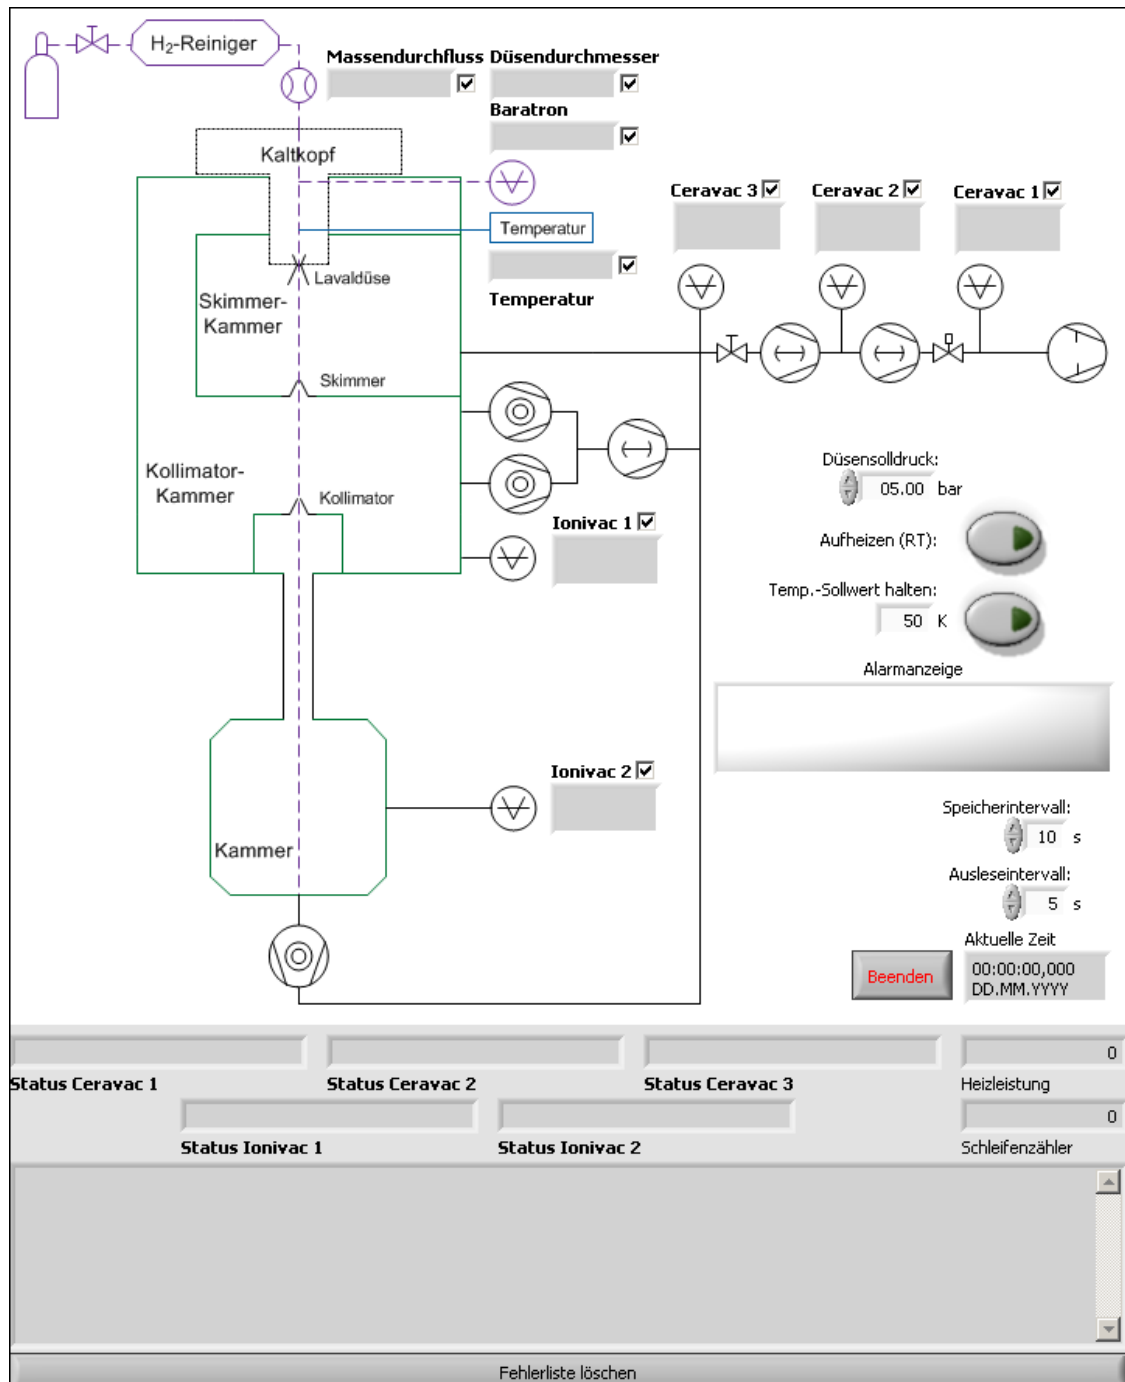 H₂-Reiniger
Massendurchfluss Düsendurchmesser
Baratron
Kaltkopf
Ceravac 3 Ceravac 2 Ceravac 1
Temperatur
Lavaldüse
Temperatur
Skimmer-
Kammer
Skimmer
Kollimator-
Kammer
Kollimator
Düsensolldruck:
05.00 bar
Ionivac 1
Aufheizen (RT):
Temp.-Sollwert halten:
50 K
Alarmanzeige
Ionivac 2
Speicherintervall:
10 s
Kammer
Ausleseintervall:
5 s
Aktuelle Zeit
Beenden
00:00:00,000
DD.MM.YYYY
0
Status Ceravac 1 Status Ceravac 2 Status Ceravac 3 Heizleistung
0
Status Ionivac 1 Status Ionivac 2 Schleifenzähler
Fehlerliste löschen